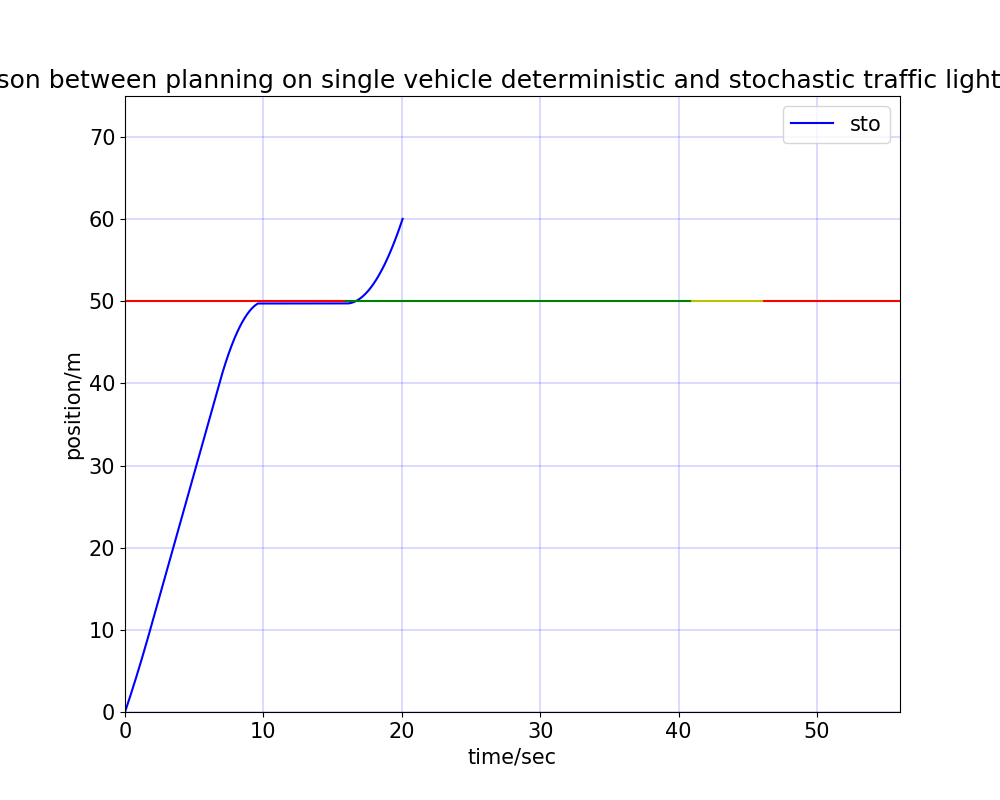 son between planning on single vehicle deterministic and stochastic traffic light
sto
70
60
50
40
30
20
10
0
position/m
0 10 20 30 40 50
time/sec